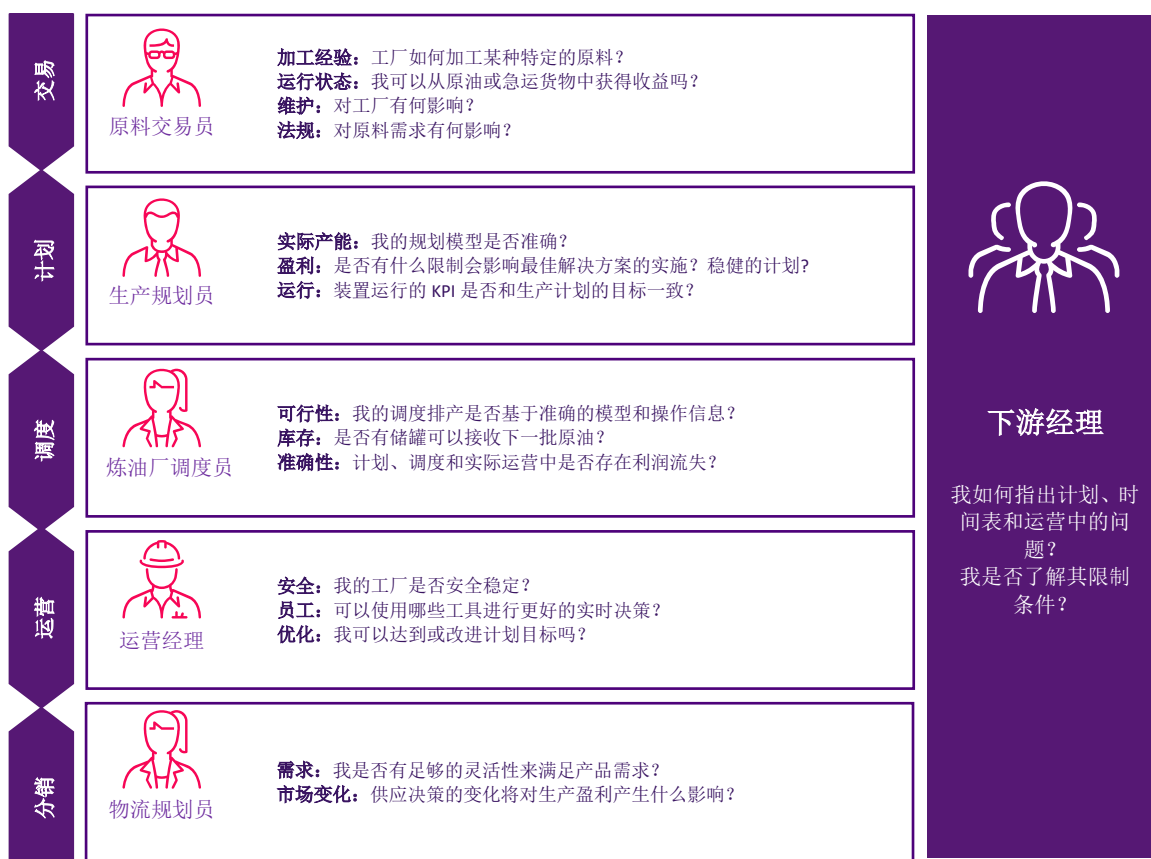 交易
原料交易员
加工经验：工厂如何加工某种特定的原料？
运行状态：我可以从原油或急运货物中获得收益吗？
维护：对工厂有何影响？
法规：对原料需求有何影响？
计划
生产规划员
实际产能：我的规划模型是否准确？
盈利：是否有什么限制会影响最佳解决方案的实施？稳健的计划?
运行：装置运行的 KPI 是否和生产计划的目标一致？
调度
炼油厂调度员
可行性：我的调度排产是否基于准确的模型和操作信息？
库存：是否有储罐可以接收下一批原油？
准确性：计划、调度和实际运营中是否存在利润流失？
运营
运营经理
安全：我的工厂是否安全稳定？
员工：可以使用哪些工具进行更好的实时决策？
优化：我可以达到或改进计划目标吗？
分销
物流规划员
需求：我是否有足够的灵活性来满足产品需求？
市场变化：供应决策的变化将对生产盈利产生什么影响？
下游经理
我如何指出计划、时
间表和运营中的问
题？
我是否了解其限制
条件？